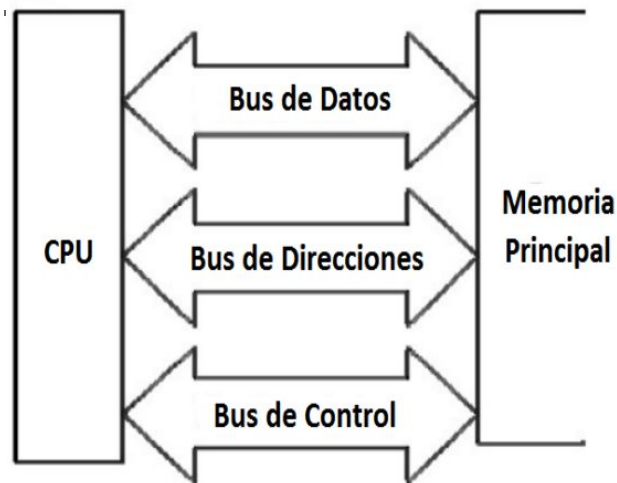 Bus de Datos
CPU
Bus de Direcciones
Memoria
Principal
Bus de Control